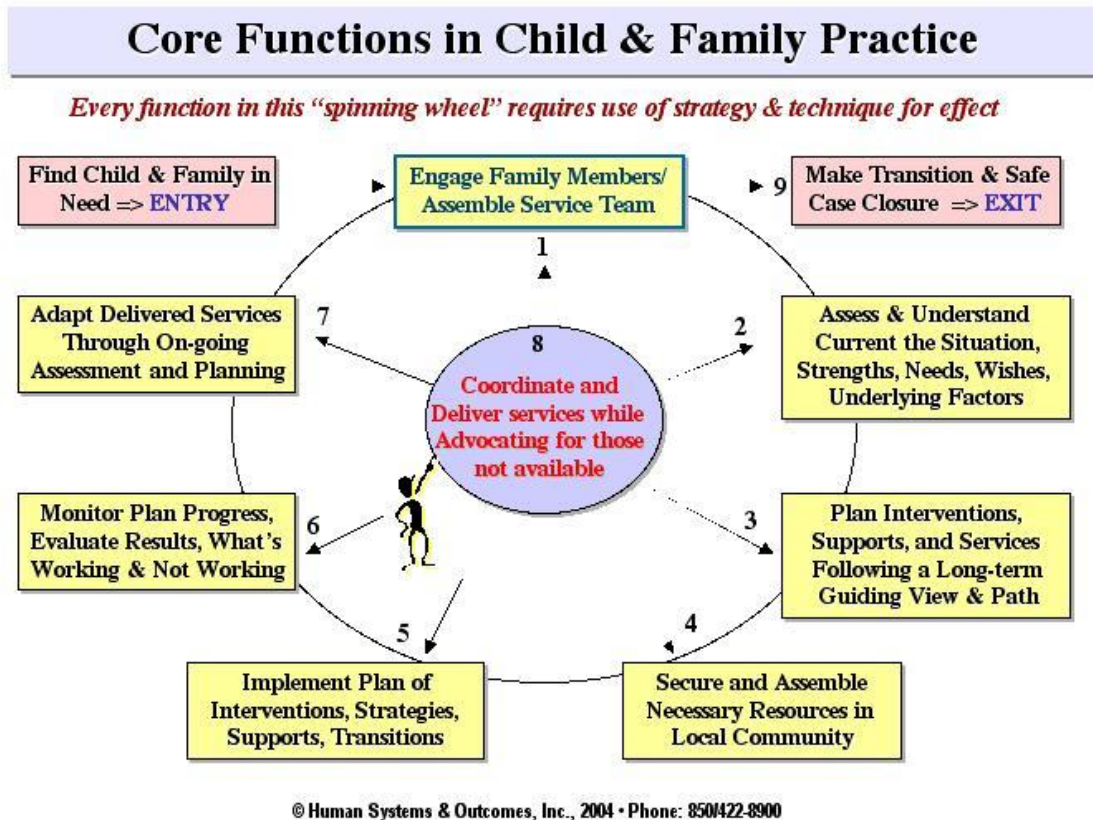 Core Functions in Child & Family Practice
Every function in this “spinning wheel” requires use of strategy & technique for effect
Find Child & Family in
Need => ENTRY
Engage Family Members/
Assemble Service Team
1
9
Make Transition & Safe
Case Closure => EXIT
2
Assess & Understand
Current the Situation,
Strengths, Needs, Wishes,
Underlying Factors
3
Plan Interventions,
Supports, and Services
Following a Long-term
Guiding View & Path
4
Secure and Assemble
Necessary Resources in
Local Community
5
Implement Plan of
Interventions, Strategies,
Supports, Transitions
6
Monitor Plan Progress,
Evaluate Results, What’s
Working & Not Working
7
Adapt Delivered Services
Through On-going
Assessment and Planning
8
Coordinate and
Deliver services while
Advocating for those
not available
© Human Systems & Outcomes, Inc., 2004 • Phone: 850/422-8900